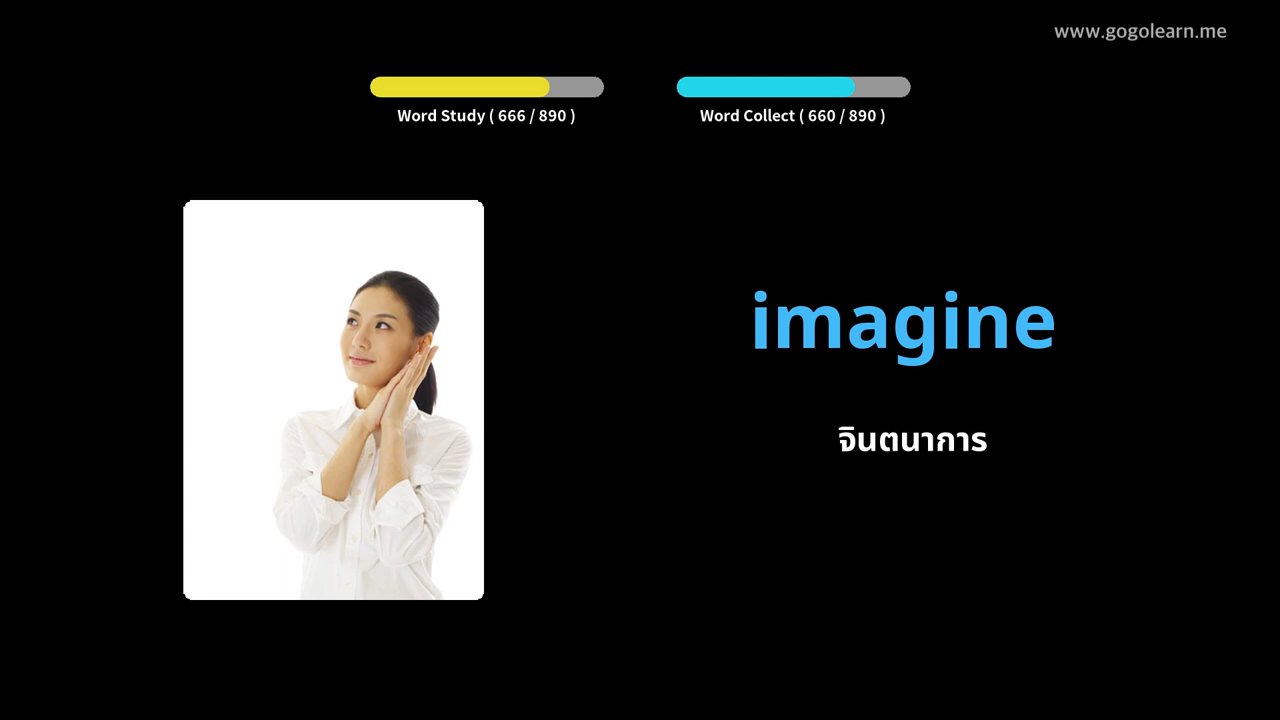 www.gogolearn.me
Word Study ( 666 / 890 )
Word Collect ( 660 / 890 )
imagine
จินตนาการ